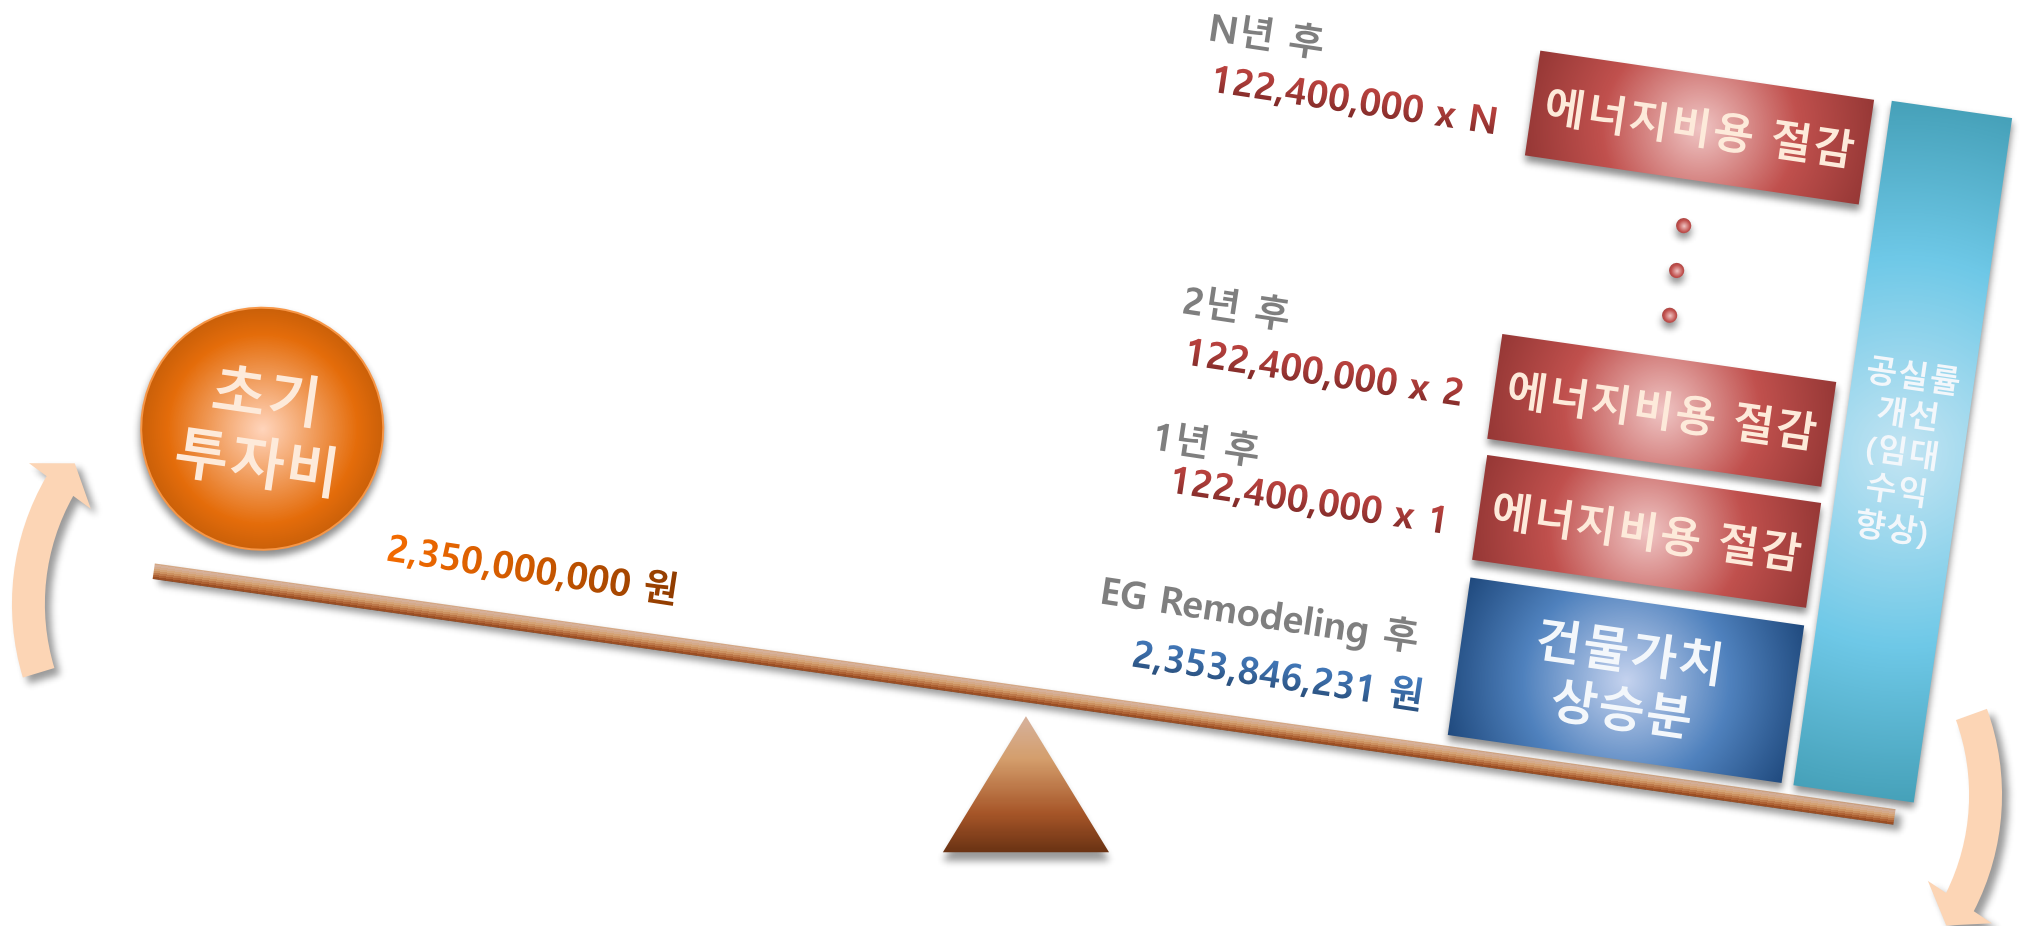 N년 후
122,400,000 x N
에너지비용 절감
2년 후
122,400,000 x 2
에너지비용 절감
1년 후
122,400,000 x 1
에너지비용 절감
EG Remodeling 후
2,353,846,231 원
건물가치
상승분
공실률
개선
(임대
수익
향상)
초기
투자비
2,350,000,000 원